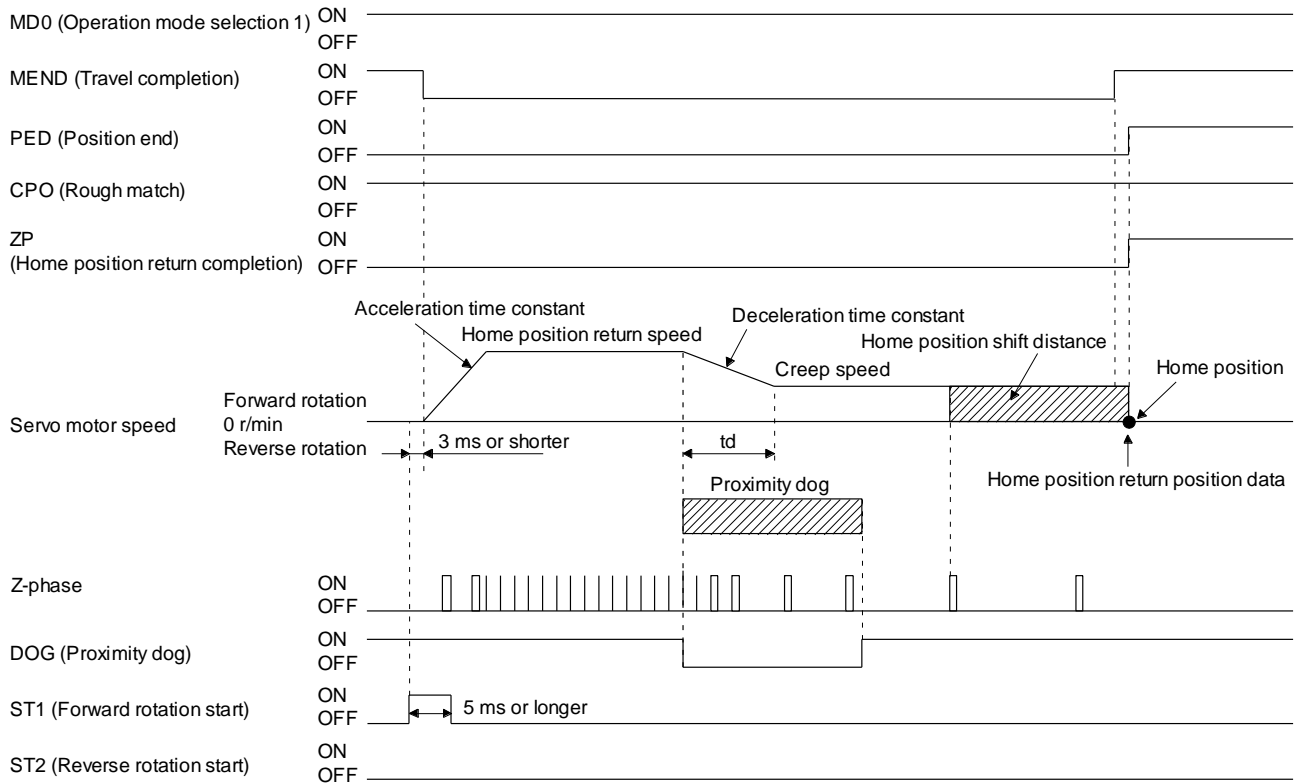 MD0 (Operation mode selection 1)
ON
OFF
MEND (Travel completion)
ON
OFF
PED (Position end)
ON
OFF
CPO (Rough match)
ON
OFF
ZP
(Home position return completion)
ON
OFF
Acceleration time constant
Home position return speed
Deceleration time constant
Home position shift distance
Creep speed
Home position
Servo motor speed
Forward rotation
0 r/min
Reverse rotation
3 ms or shorter
td
Home position return position data
Proximity dog
Z-phase
ON
OFF
DOG (Proximity dog)
ON
OFF
ST1 (Forward rotation start)
ON
OFF
5 ms or longer
ST2 (Reverse rotation start)
ON
OFF